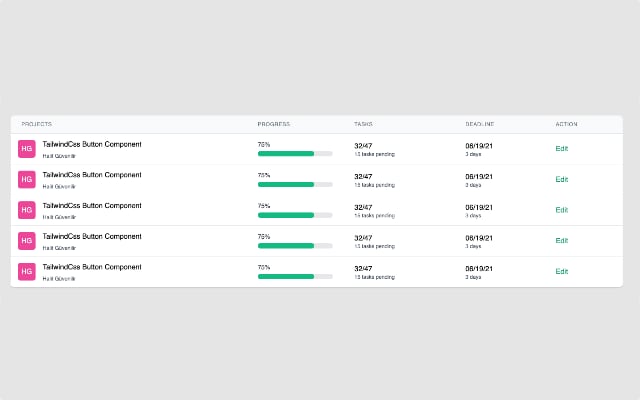 PROJECTS PROGRESS TASKS DEADLINE ACTION
HG TailwindCss Button Component 75% 32/47 06/19/21 Edit
Halil Güvenilir 15 tasks pending 3 days
HG TailwindCss Button Component 75% 32/47 06/19/21 Edit
Halil Güvenilir 15 tasks pending 3 days
HG TailwindCss Button Component 75% 32/47 06/19/21 Edit
Halil Güvenilir 15 tasks pending 3 days
HG TailwindCss Button Component 75% 32/47 06/19/21 Edit
Halil Güvenilir 15 tasks pending 3 days
HG TailwindCss Button Component 75% 32/47 06/19/21 Edit
Halil Güvenilir 15 tasks pending 3 days